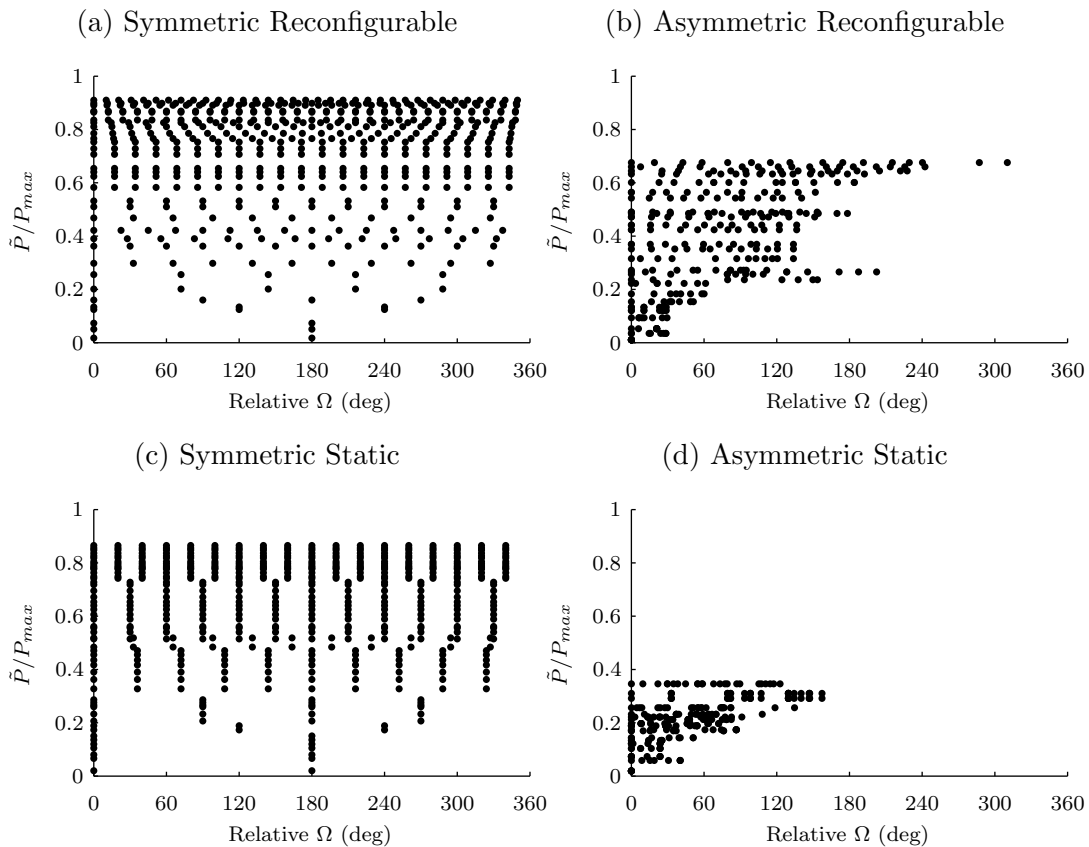 (a) Symmetric Reconfigurable
1
0.8
0.6
0.4
0.2
0
P̃/P_max
0 60 120 180 240 300 360
Relative Ω (deg)
(b) Asymmetric Reconfigurable
1
0.8
0.6
0.4
0.2
0
P̃/P_max
0 60 120 180 240 300 360
Relative Ω (deg)
(c) Symmetric Static
1
0.8
0.6
0.4
0.2
0
P̃/P_max
0 60 120 180 240 300 360
Relative Ω (deg)
(d) Asymmetric Static
1
0.8
0.6
0.4
0.2
0
P̃/P_max
0 60 120 180 240 300 360
Relative Ω (deg)